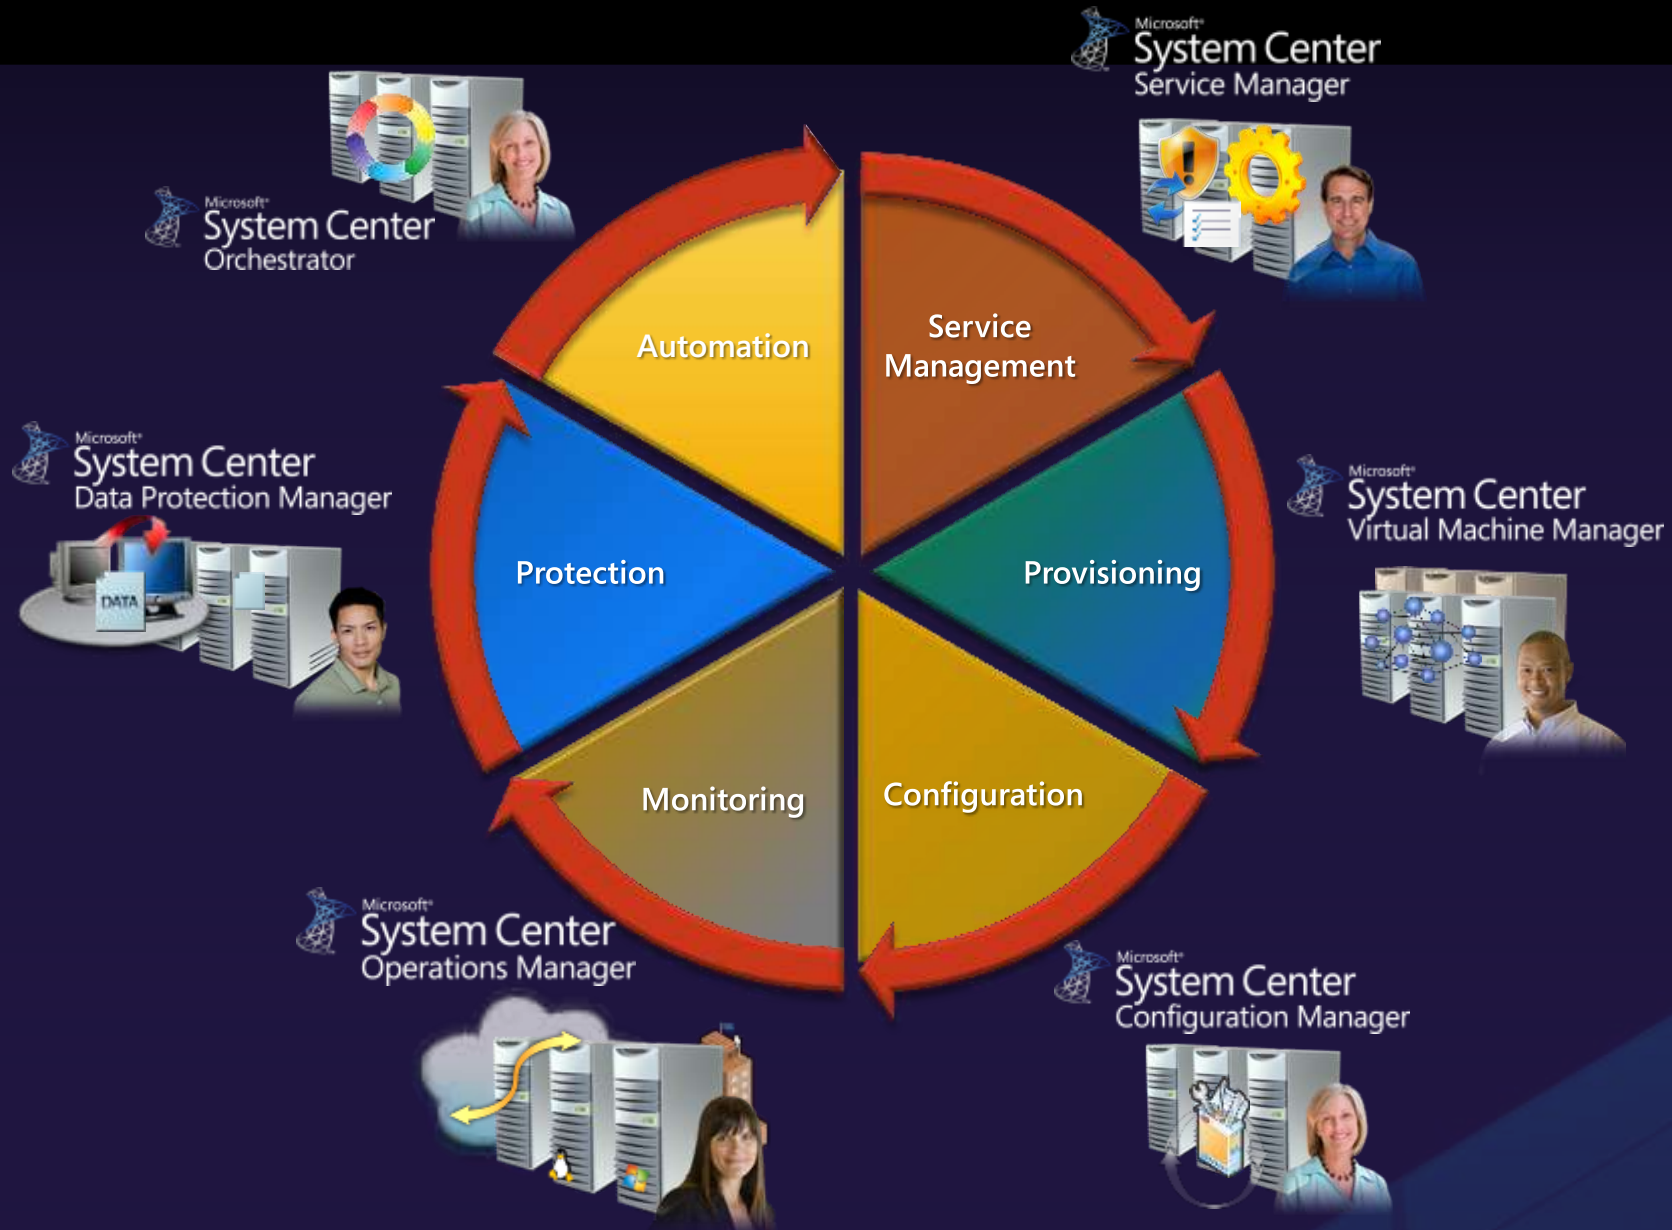 Microsoft®
System Center
Service Manager
Microsoft®
System Center
Orchestrator
Automation
Service
Management
Microsoft®
System Center
Data Protection Manager
Microsoft®
System Center
Virtual Machine Manager
Protection
Provisioning
DATA
Monitoring
Configuration
Microsoft®
System Center
Operations Manager
Microsoft®
System Center
Configuration Manager